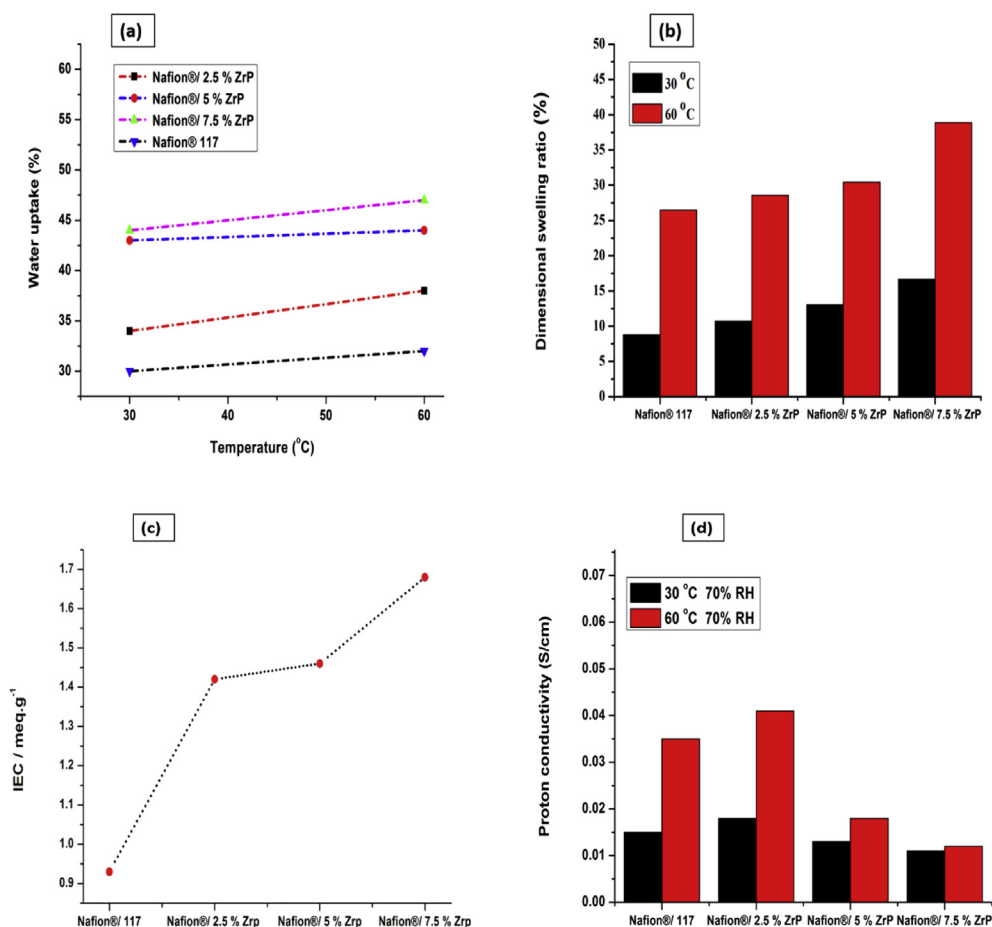 (a)
60
55
50
45
40
35
30
Water uptake (%)
Nafion®/ 2.5 % ZrP
Nafion®/ 5 % ZrP
Nafion®/ 7.5 % ZrP
Nafion® 117
30
40
50
60
Temperature (°C)
(b)
50
45
40
35
30
25
20
15
10
5
0
Dimensional swelling ratio (%)
30 °C
60 °C
Nafion® 117
Nafion®/ 2.5 % ZrP
Nafion®/ 5 % ZrP
Nafion®/ 7.5 % ZrP
(c)
1.7
1.6
1.5
1.4
1.3
1.2
1.1
1.0
0.9
IEC / meq.g⁻¹
Nafion®/ 117
Nafion®/ 2.5 % Zrp
Nafion®/ 5 % Zrp
Nafion®/ 7.5 % Zrp
(d)
0.07
0.06
0.05
0.04
0.03
0.02
0.01
0.00
Proton conductivity (S/cm)
30 °C 70% RH
60 °C 70% RH
Nafion®/ 117
Nafion®/ 2.5 % ZrP
Nafion®/ 5 % ZrP
Nafion®/ 7.5 % ZrP